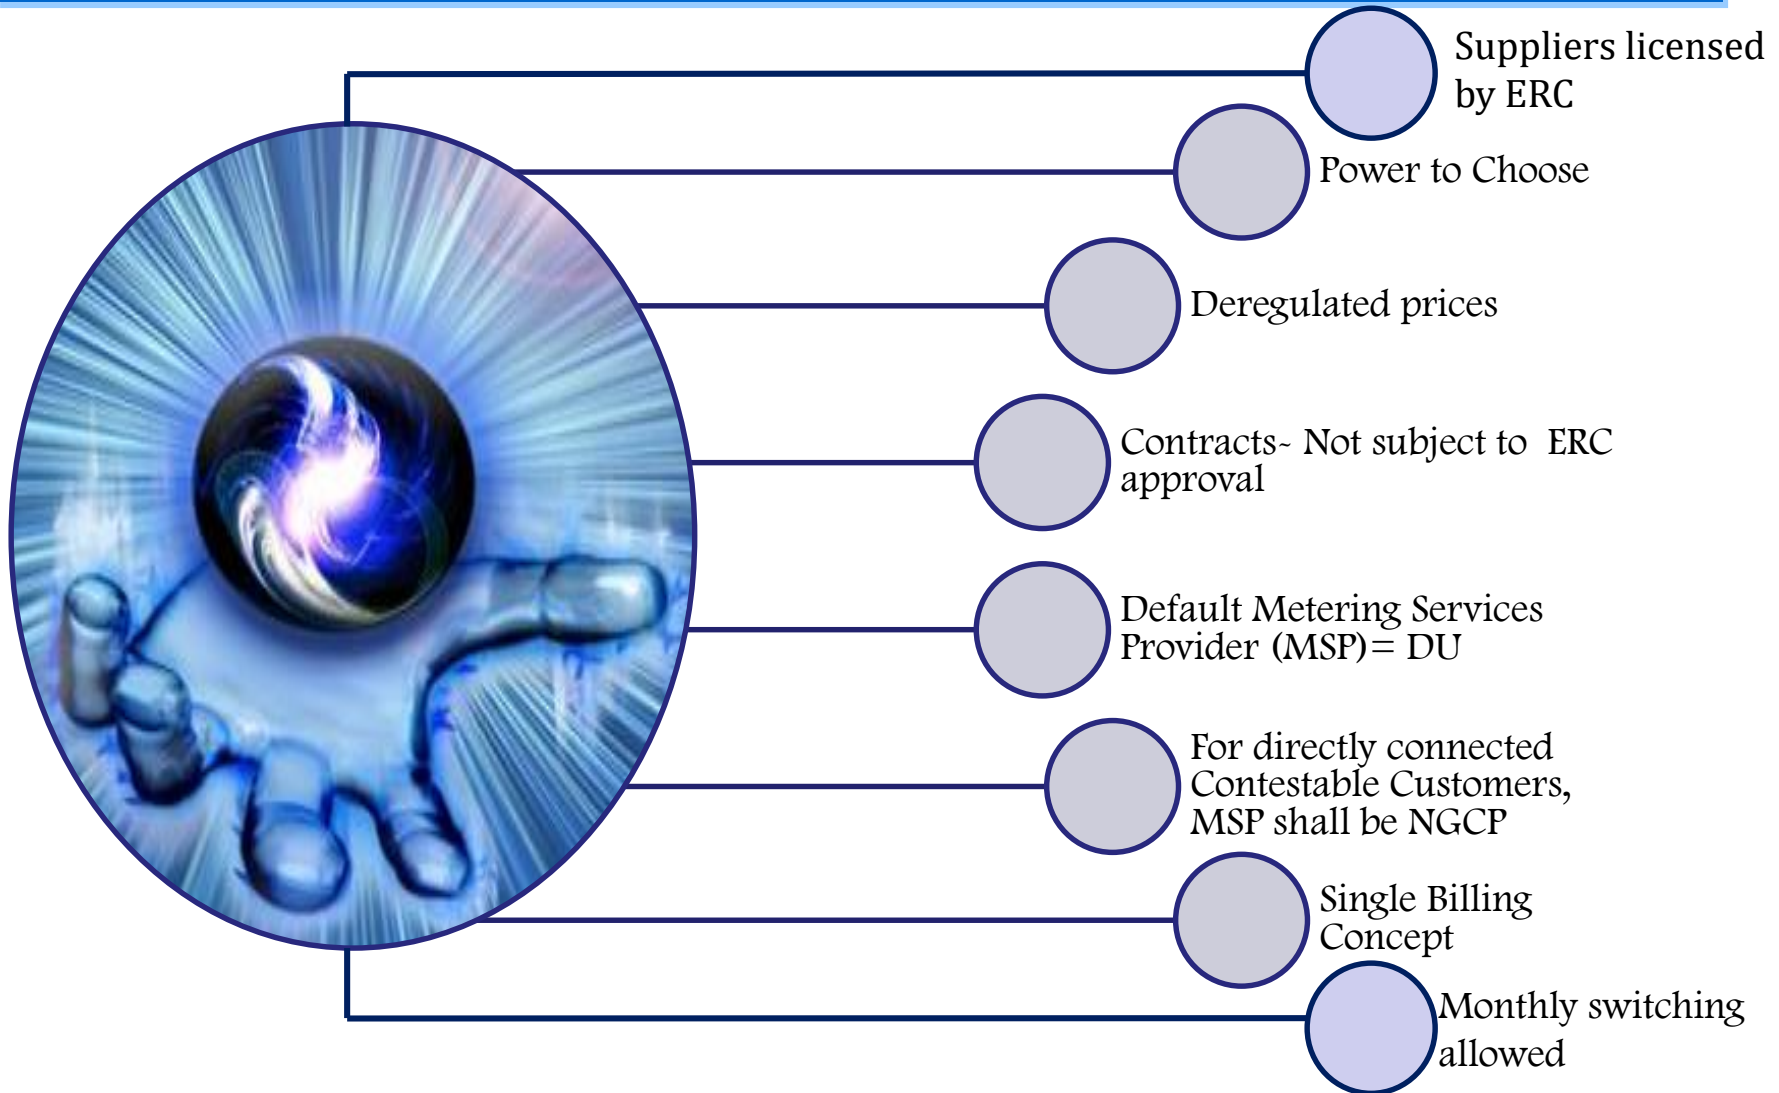 Suppliers licensed
by ERC
Power to Choose
Deregulated prices
Contracts- Not subject to  ERC
approval
Default Metering Services
Provider (MSP)= DU
For directly connected
Contestable Customers,
MSP shall be NGCP
Single Billing
Concept
Monthly switching
allowed